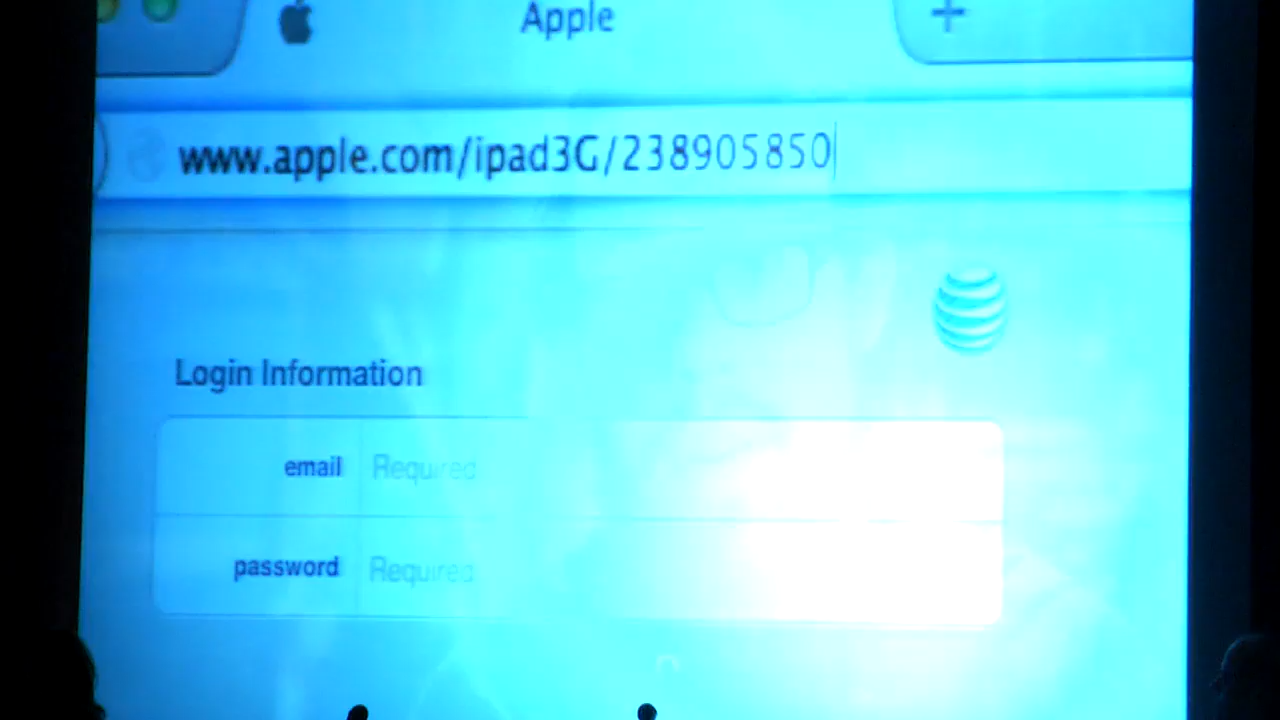 Apple
+
www.apple.com/ipad3G/238905850
Login Information
email Required
password Required